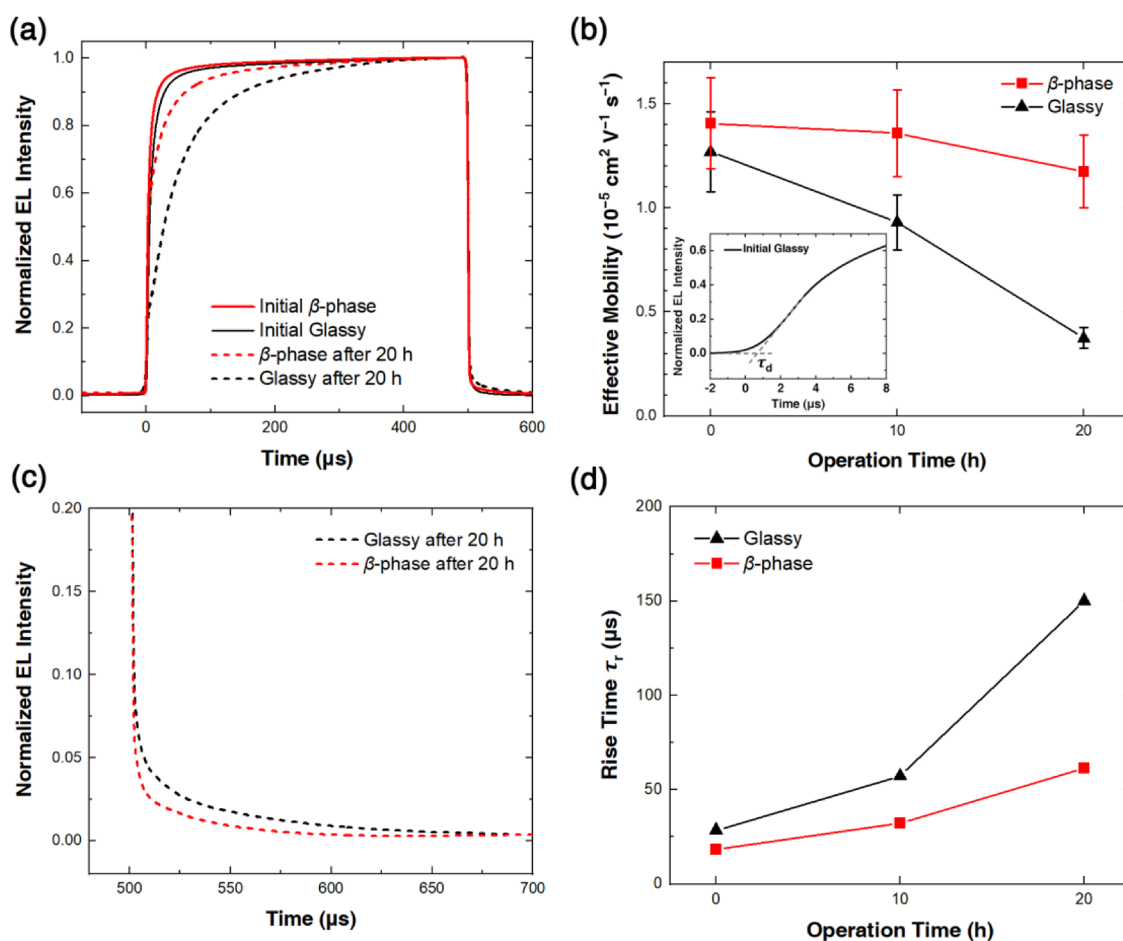 (a)
Normalized EL Intensity
1.0
0.8
0.6
0.4
0.2
0.0
Initial β-phase
Initial Glassy
β-phase after 20 h
Glassy after 20 h
0 200 400 600
Time (µs)
(b)
Effective Mobility (10⁻⁵ cm² V⁻¹ s⁻¹)
1.5
1.0
0.5
0.0
β-phase
Glassy
Normalized EL Intensity
0.6
0.4
0.2
0.0
Initial Glassy
τd
-2 0 2 4 6 8
Time (µs)
0 10 20
Operation Time (h)
(c)
Normalized EL Intensity
0.20
0.15
0.10
0.05
0.00
Glassy after 20 h
β-phase after 20 h
500 550 600 650 700
Time (µs)
(d)
Rise Time τr (µs)
200
150
100
50
0
Glassy
β-phase
0 10 20
Operation Time (h)